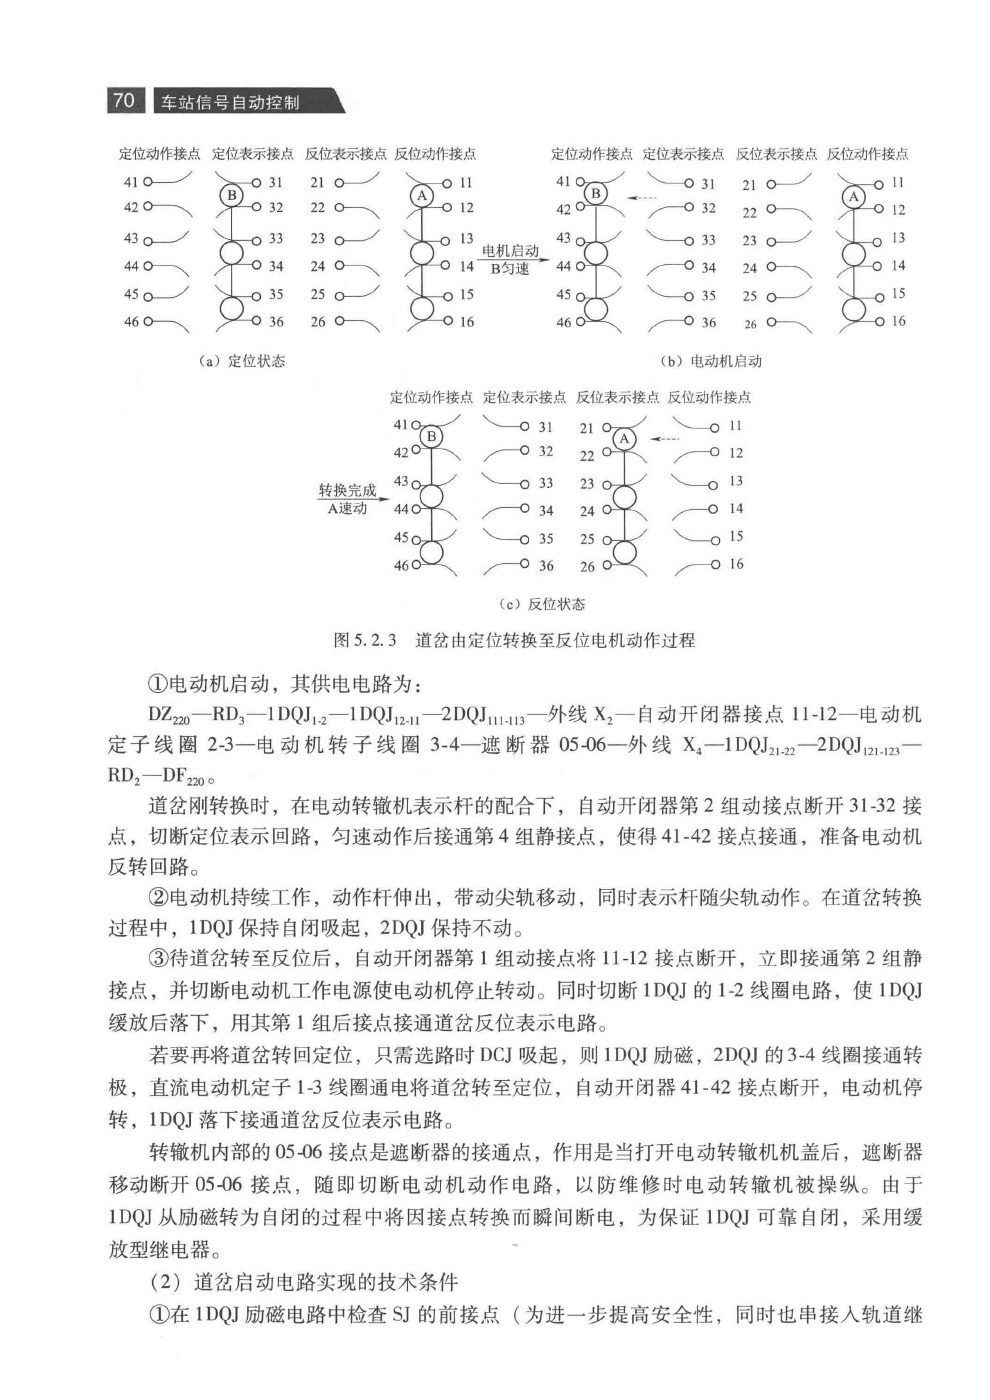 70 车站信号自动控制
定位动作接点 定位表示接点 反位表示接点 反位动作接点
41 31 21 11
B A
42 32 22 12
43 33 23 13
44 34 24 14
45 35 25 15
46 36 26 16
(a) 定位状态
电机启动
B匀速
定位动作接点 定位表示接点 反位表示接点 反位动作接点
41 31 21 11
B A
42 32 22 12
43 33 23 13
44 34 24 14
45 35 25 15
46 36 26 16
(b) 电动机启动
转换完成
A速动
定位动作接点 定位表示接点 反位表示接点 反位动作接点
41 31 21 11
B A
42 32 22 12
43 33 23 13
44 34 24 14
45 35 25 15
46 36 26 16
(c) 反位状态
图 5.2.3 道岔由定位转换至反位电机动作过程
①电动机启动，其供电电路为：
DZ₂₂₀—RD₃—1DQJ₁₋₂—1DQJ₁₂₋₁₁—2DQJ₁₁₁₋₁₁₃—外线 X₂—自动开闭器接点 11-12—电动机
定子线圈 2-3—电动机转子线圈 3-4—遮断器 05-06—外线 X₄—1DQJ₂₁₋₂₂—2DQJ₁₂₁₋₁₂₃—
RD₂—DF₂₂₀。
道岔刚转换时，在电动转辙机表示杆的配合下，自动开闭器第 2 组动接点断开 31-32 接
点，切断定位表示回路，匀速动作后接通第 4 组静接点，使得 41-42 接点接通，准备电动机
反转回路。
②电动机持续工作，动作杆伸出，带动尖轨移动，同时表示杆随尖轨动作。在道岔转换
过程中，1DQJ 保持自闭吸起，2DQJ 保持不动。
③待道岔转至反位后，自动开闭器第 1 组动接点将 11-12 接点断开，立即接通第 2 组静
接点，并切断电动机工作电源使电动机停止转动。同时切断 1DQJ 的 1-2 线圈电路，使 1DQJ
缓放后落下，用其第 1 组后接点接通道岔反位表示电路。
若要再将道岔转回定位，只需选路时 DCJ 吸起，则 1DQJ 励磁，2DQJ 的 3-4 线圈接通转
极，直流电动机定子 1-3 线圈通电将道岔转至定位，自动开闭器 41-42 接点断开，电动机停
转，1DQJ 落下接通道岔反位表示电路。
转辙机内部的 05-06 接点是遮断器的接通点，作用是当打开电动转辙机机盖后，遮断器
移动断开 05-06 接点，随即切断电动机动作电路，以防维修时电动转辙机被操纵。由于
1DQJ 从励磁转为自闭的过程中将因接点转换而瞬间断电，为保证 1DQJ 可靠自闭，采用缓
放型继电器。
（2）道岔启动电路实现的技术条件
①在 1DQJ 励磁电路中检查 SJ 的前接点（为进一步提高安全性，同时也串接入轨道继